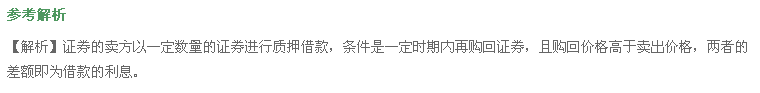 参考解析
【解析】证券的卖方以一定数量的证券进行质押借款，条件是一定时期内再购回证券，且购回价格高于卖出价格，两者的
差额即为借款的利息。